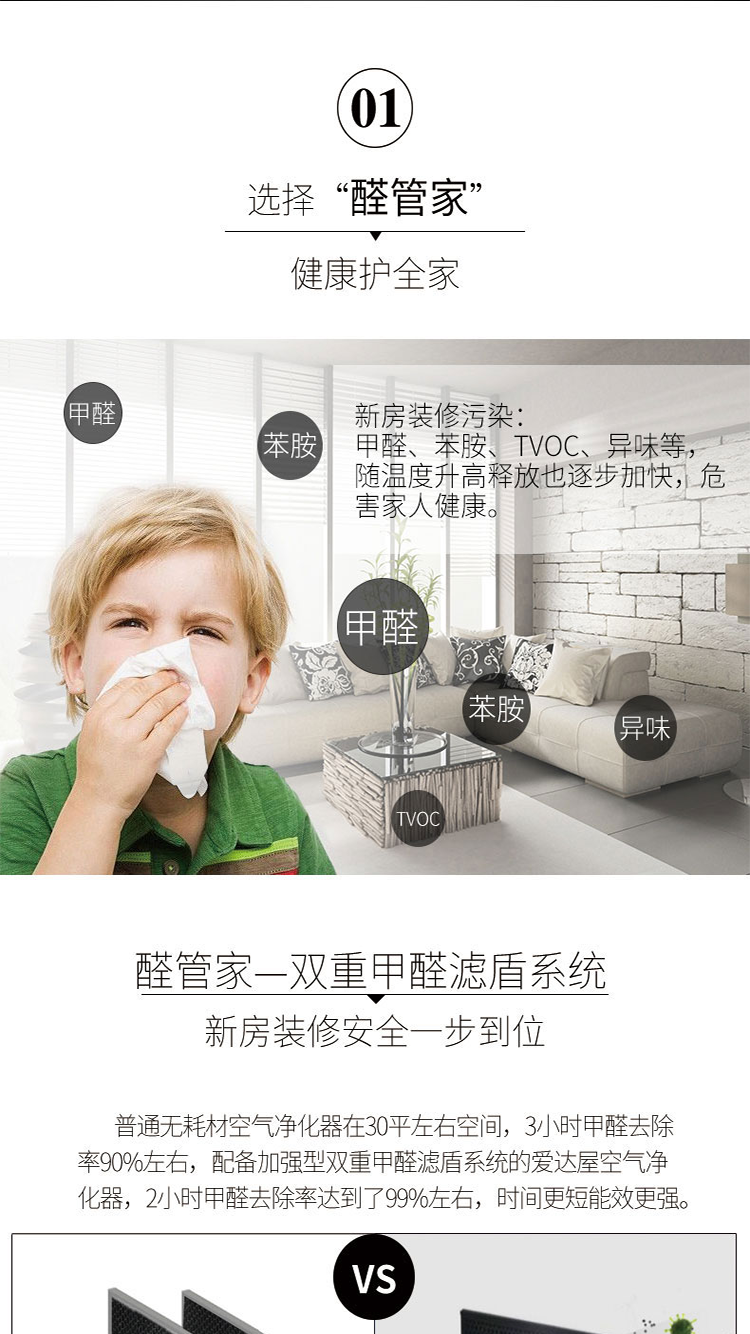 01
选择“醛管家”
健康护全家
甲醛
苯胺
新房装修污染：
甲醛、苯胺、TVOC、异味等，
随温度升高释放也逐步加快，危
害家人健康。
甲醛
苯胺
异味
TVOC
醛管家—双重甲醛滤盾系统
新房装修安全一步到位
普通无耗材空气净化器在30平左右空间，3小时甲醛去除
率90%左右，配备加强型双重甲醛滤盾系统的爱达屋空气净
化器，2小时甲醛去除率达到了99%左右，时间更短能效更强。
VS